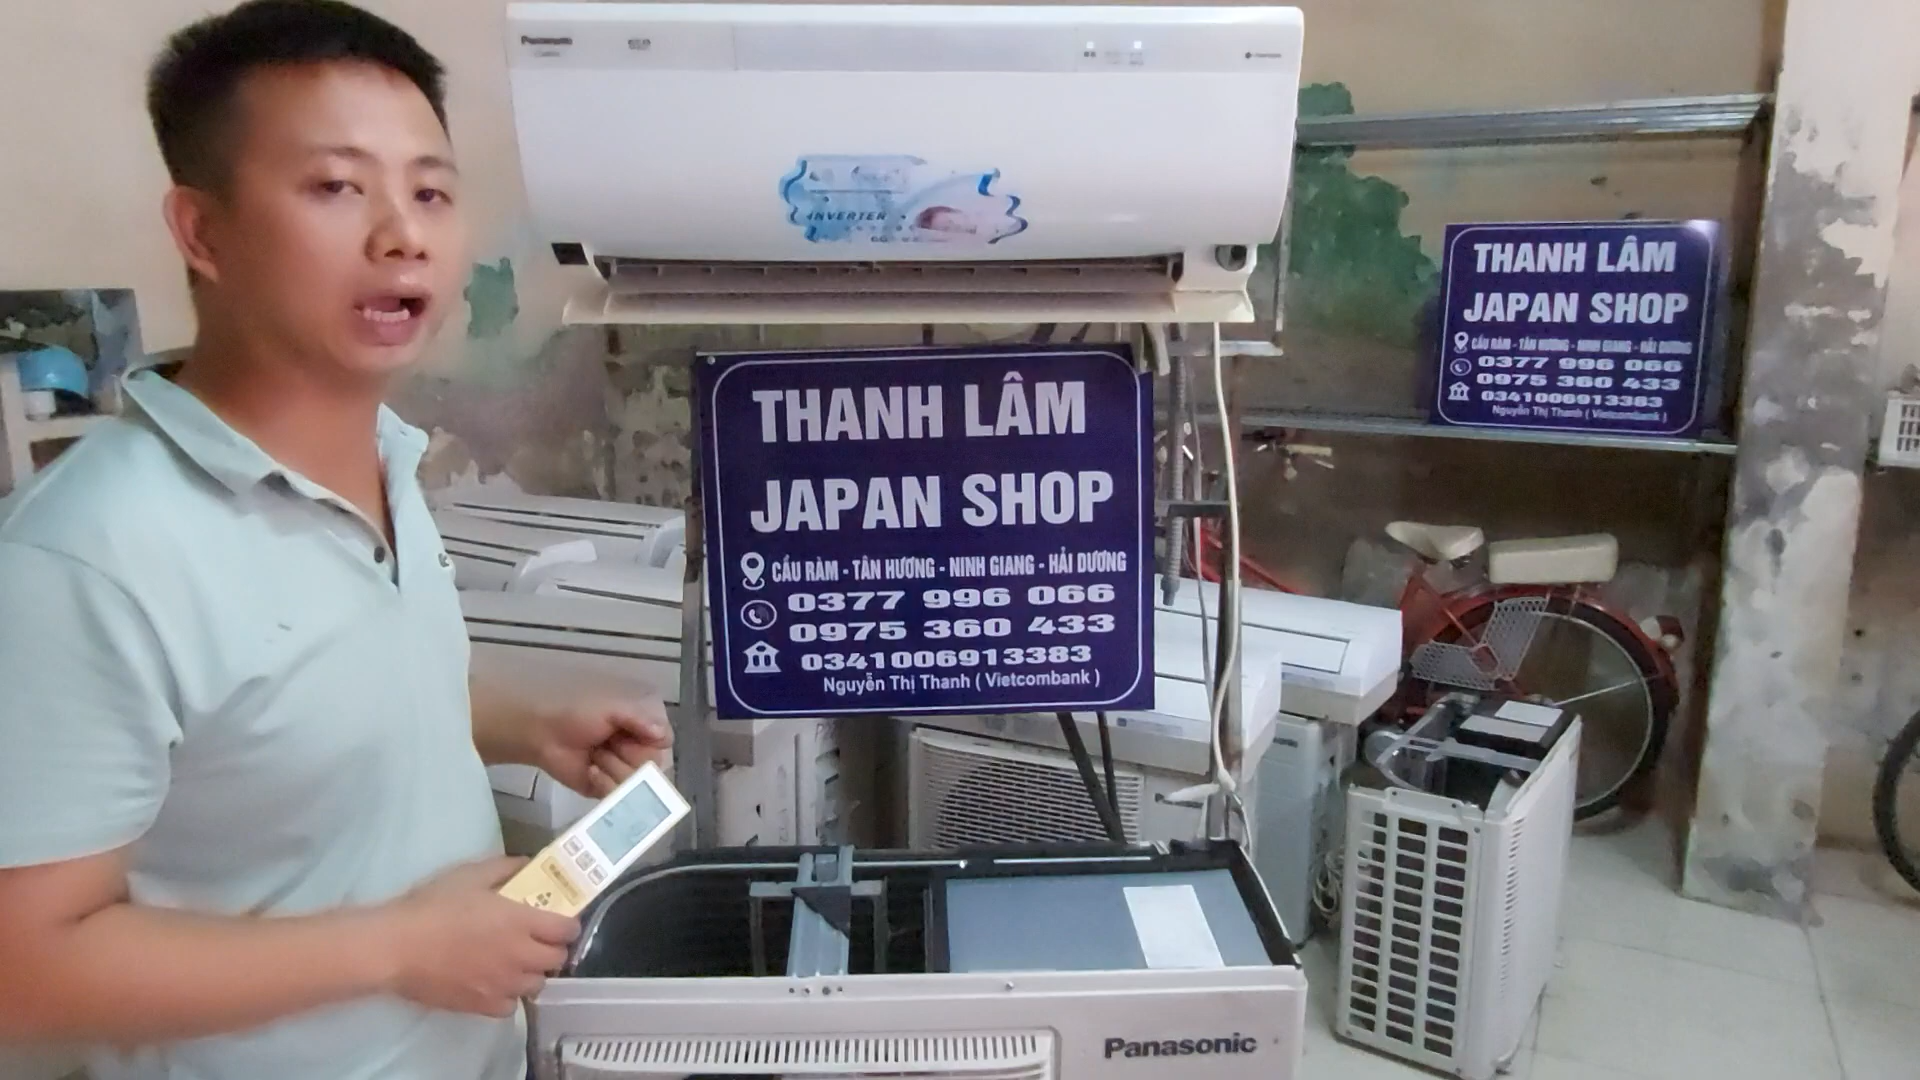 Panasonic
INVERTER
THANH LÂM
JAPAN SHOP
CẦU RÀM - TÂN HƯƠNG - NINH GIANG - HẢI DƯƠNG
0377 996 066
0975 360 433
0341006913383
Nguyễn Thị Thanh ( Vietcombank )
THANH LÂM
JAPAN SHOP
CẦU RÀM - TÂN HƯƠNG - NINH GIANG - HẢI DƯƠNG
0377 996 066
0975 360 433
0341006913383
Nguyễn Thị Thanh ( Vietcombank )
Panasonic